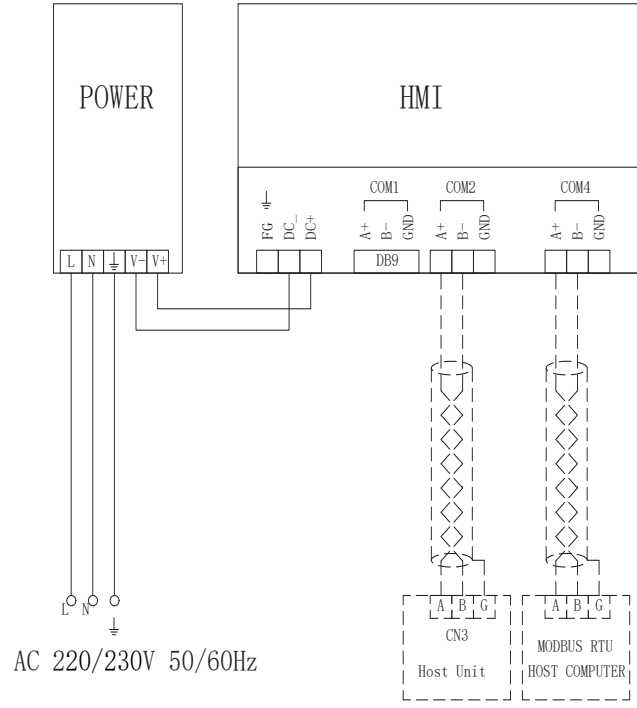 POWER
HMI
COM1
COM2
COM4
FG
DC_
DC+
A+
B-
GND
A+
B-
GND
A+
B-
GND
L
N
V-
V+
DB9
L
N
AC 220/230V 50/60Hz
A
B
G
CN3
Host Unit
A
B
G
MODBUS RTU
HOST COMPUTER